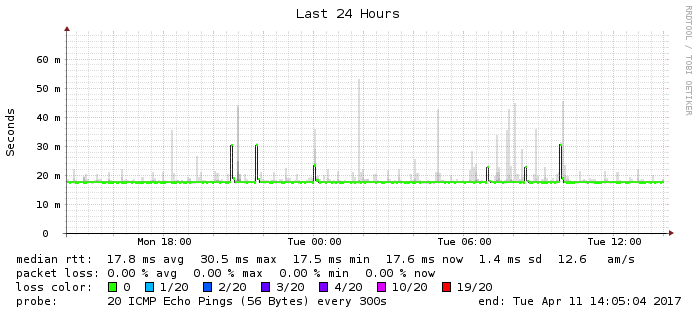 Last 24 Hours
RRDTOOL / TOBI OETIKER
Seconds
60 m
50 m
40 m
30 m
20 m
10 m
0
Mon 18:00 Tue 00:00 Tue 06:00 Tue 12:00
median rtt: 17.8 ms avg 30.5 ms max 17.5 ms min 17.6 ms now 1.4 ms sd 12.6 am/s
packet loss: 0.00 % avg 0.00 % max 0.00 % min 0.00 % now
loss color: 0 1/20 2/20 3/20 4/20 10/20 19/20
probe: 20 ICMP Echo Pings (56 Bytes) every 300s end: Tue Apr 11 14:05:04 2017